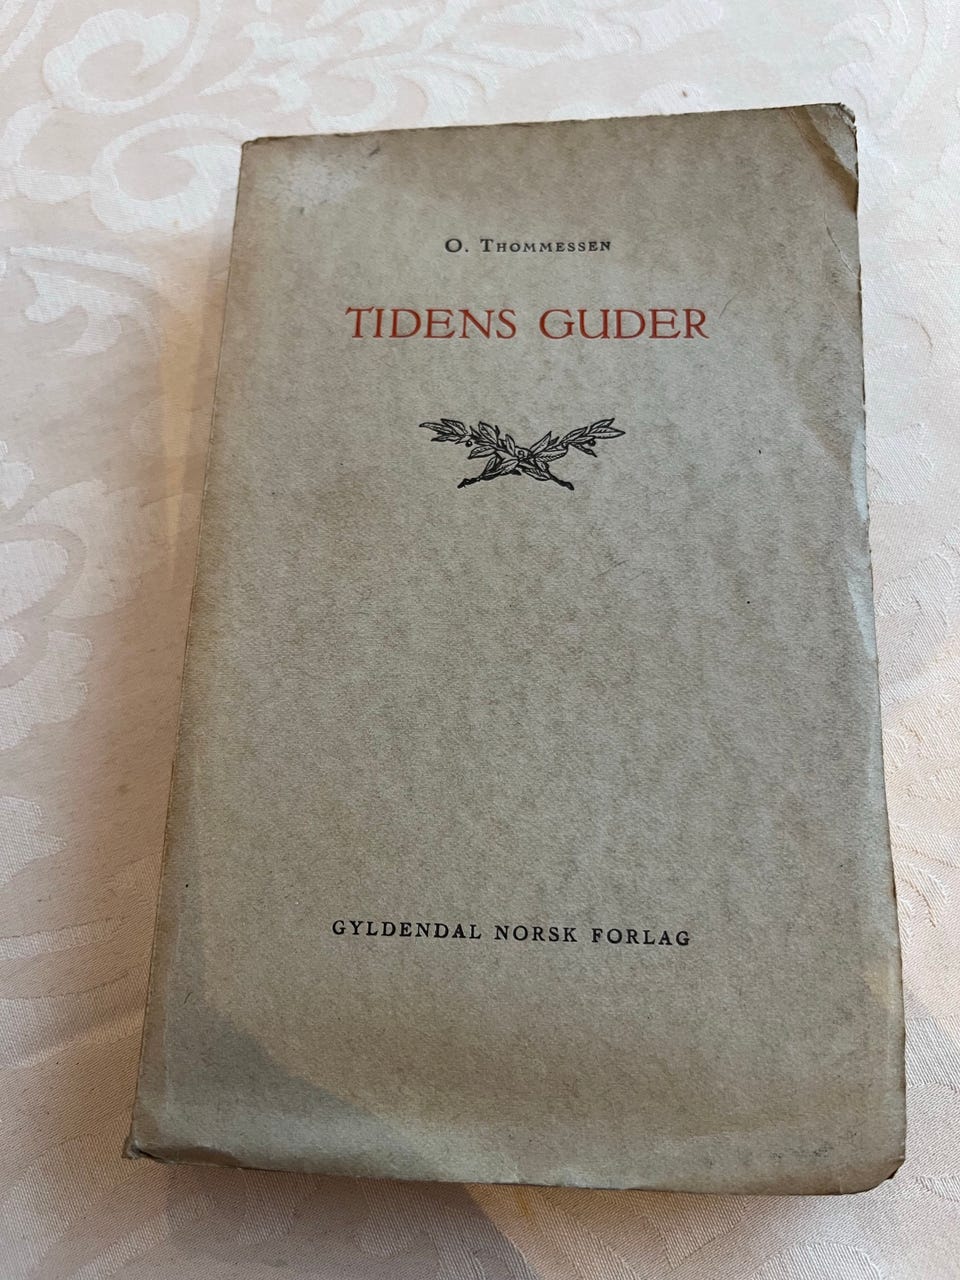 O. Thommessen
TIDENS GUDER
GYLDENDAL NORSK FORLAG